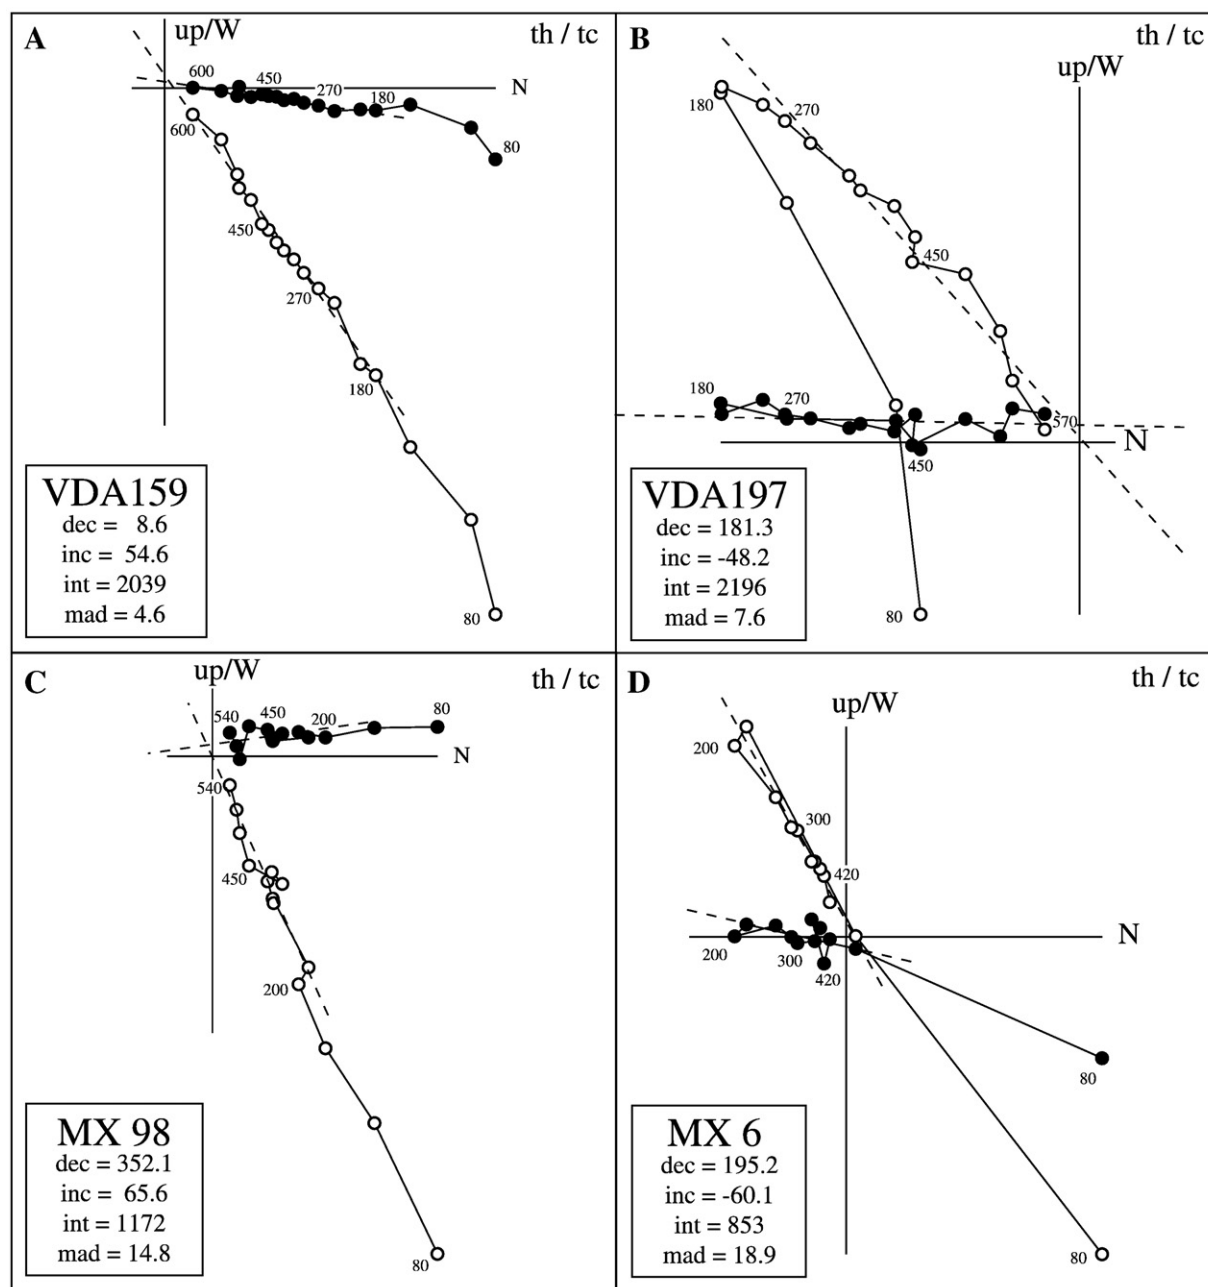 A
up/W
th / tc
600
450
270
180
N
80
600
450
270
180
80
VDA159
dec = 8.6
inc = 54.6
int = 2039
mad = 4.6
B
th / tc
up/W
180
270
450
180
270
570
N
450
80
VDA197
dec = 181.3
inc = -48.2
int = 2196
mad = 7.6
C
up/W
th / tc
540
450
200
80
N
540
450
200
80
MX 98
dec = 352.1
inc = 65.6
int = 1172
mad = 14.8
D
th / tc
up/W
200
300
420
N
200
300
420
80
80
MX 6
dec = 195.2
inc = -60.1
int = 853
mad = 18.9